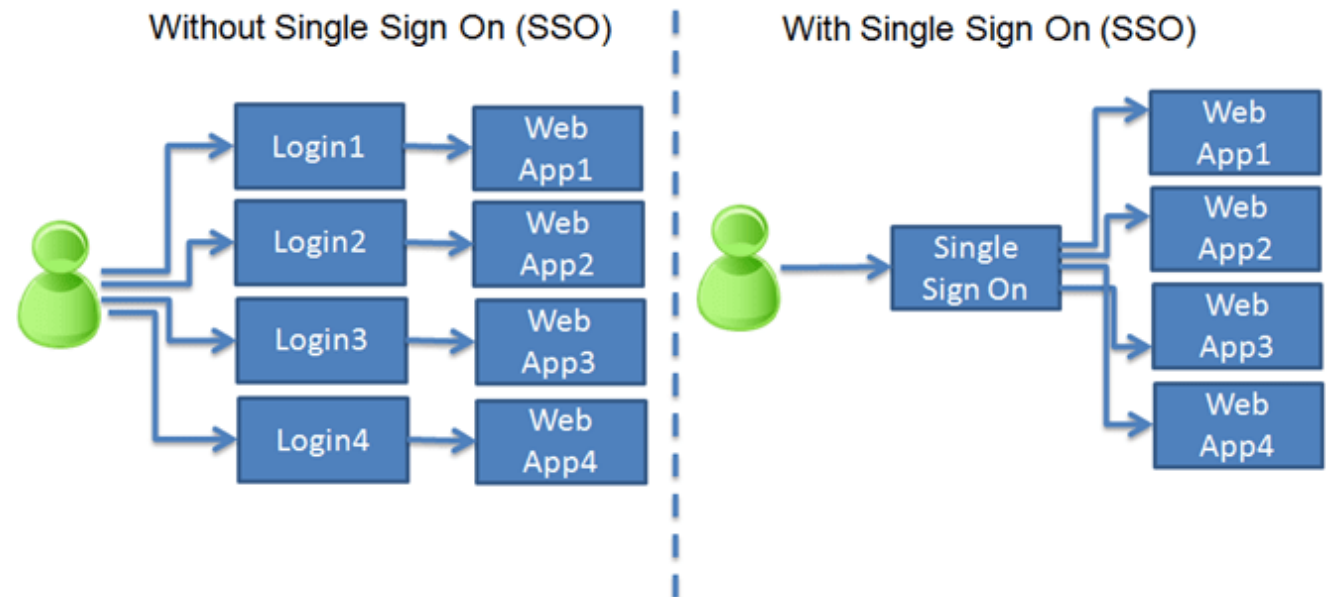 Without Single Sign On (SSO)
Login1
Web
App1
Login2
Web
App2
Login3
Web
App3
Login4
Web
App4
With Single Sign On (SSO)
Single
Sign On
Web
App1
Web
App2
Web
App3
Web
App4